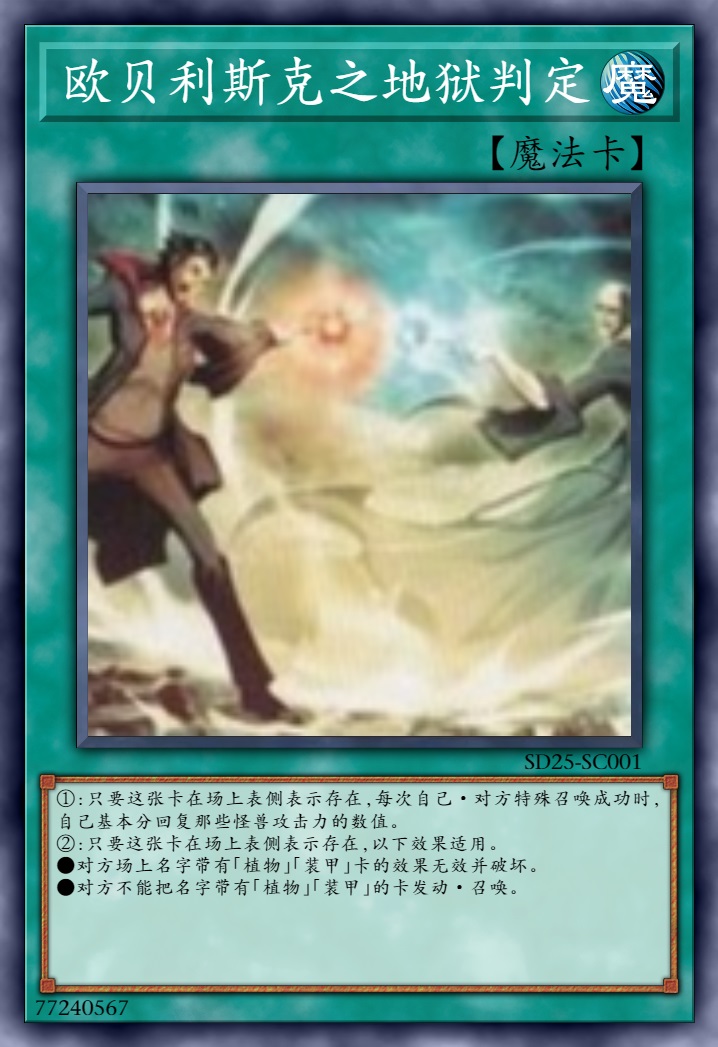 欧贝利斯克之地狱判定 魔
【魔法卡】
SD25-SC001
①:只要这张卡在场上表侧表示存在,每次自己·对方特殊召唤成功时,
自己基本分回复那些怪兽攻击力的数值。
②:只要这张卡在场上表侧表示存在,以下效果适用。
●对方场上名字带有「植物」「装甲」卡的效果无效并破坏。
●对方不能把名字带有「植物」「装甲」的卡发动·召唤。
77240567